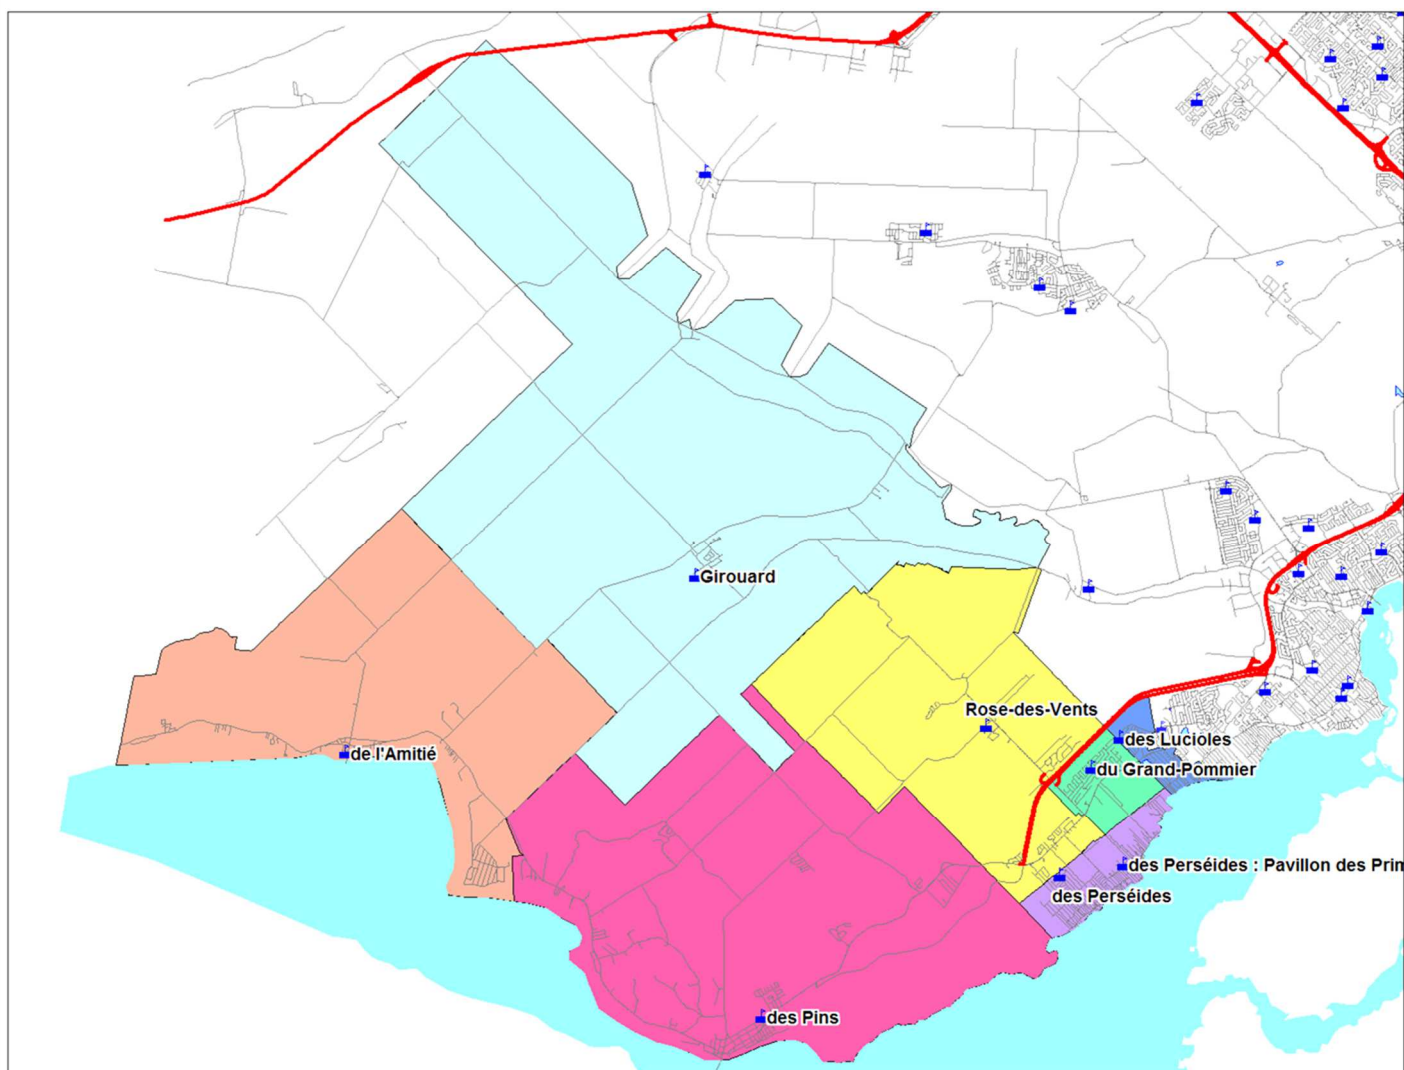 Girouard
Rose-des-Vents
des Lucioles
de l'Amitié
du Grand-Pommier
des Perséides : Pavillon des Prim
des Perséides
des Pins